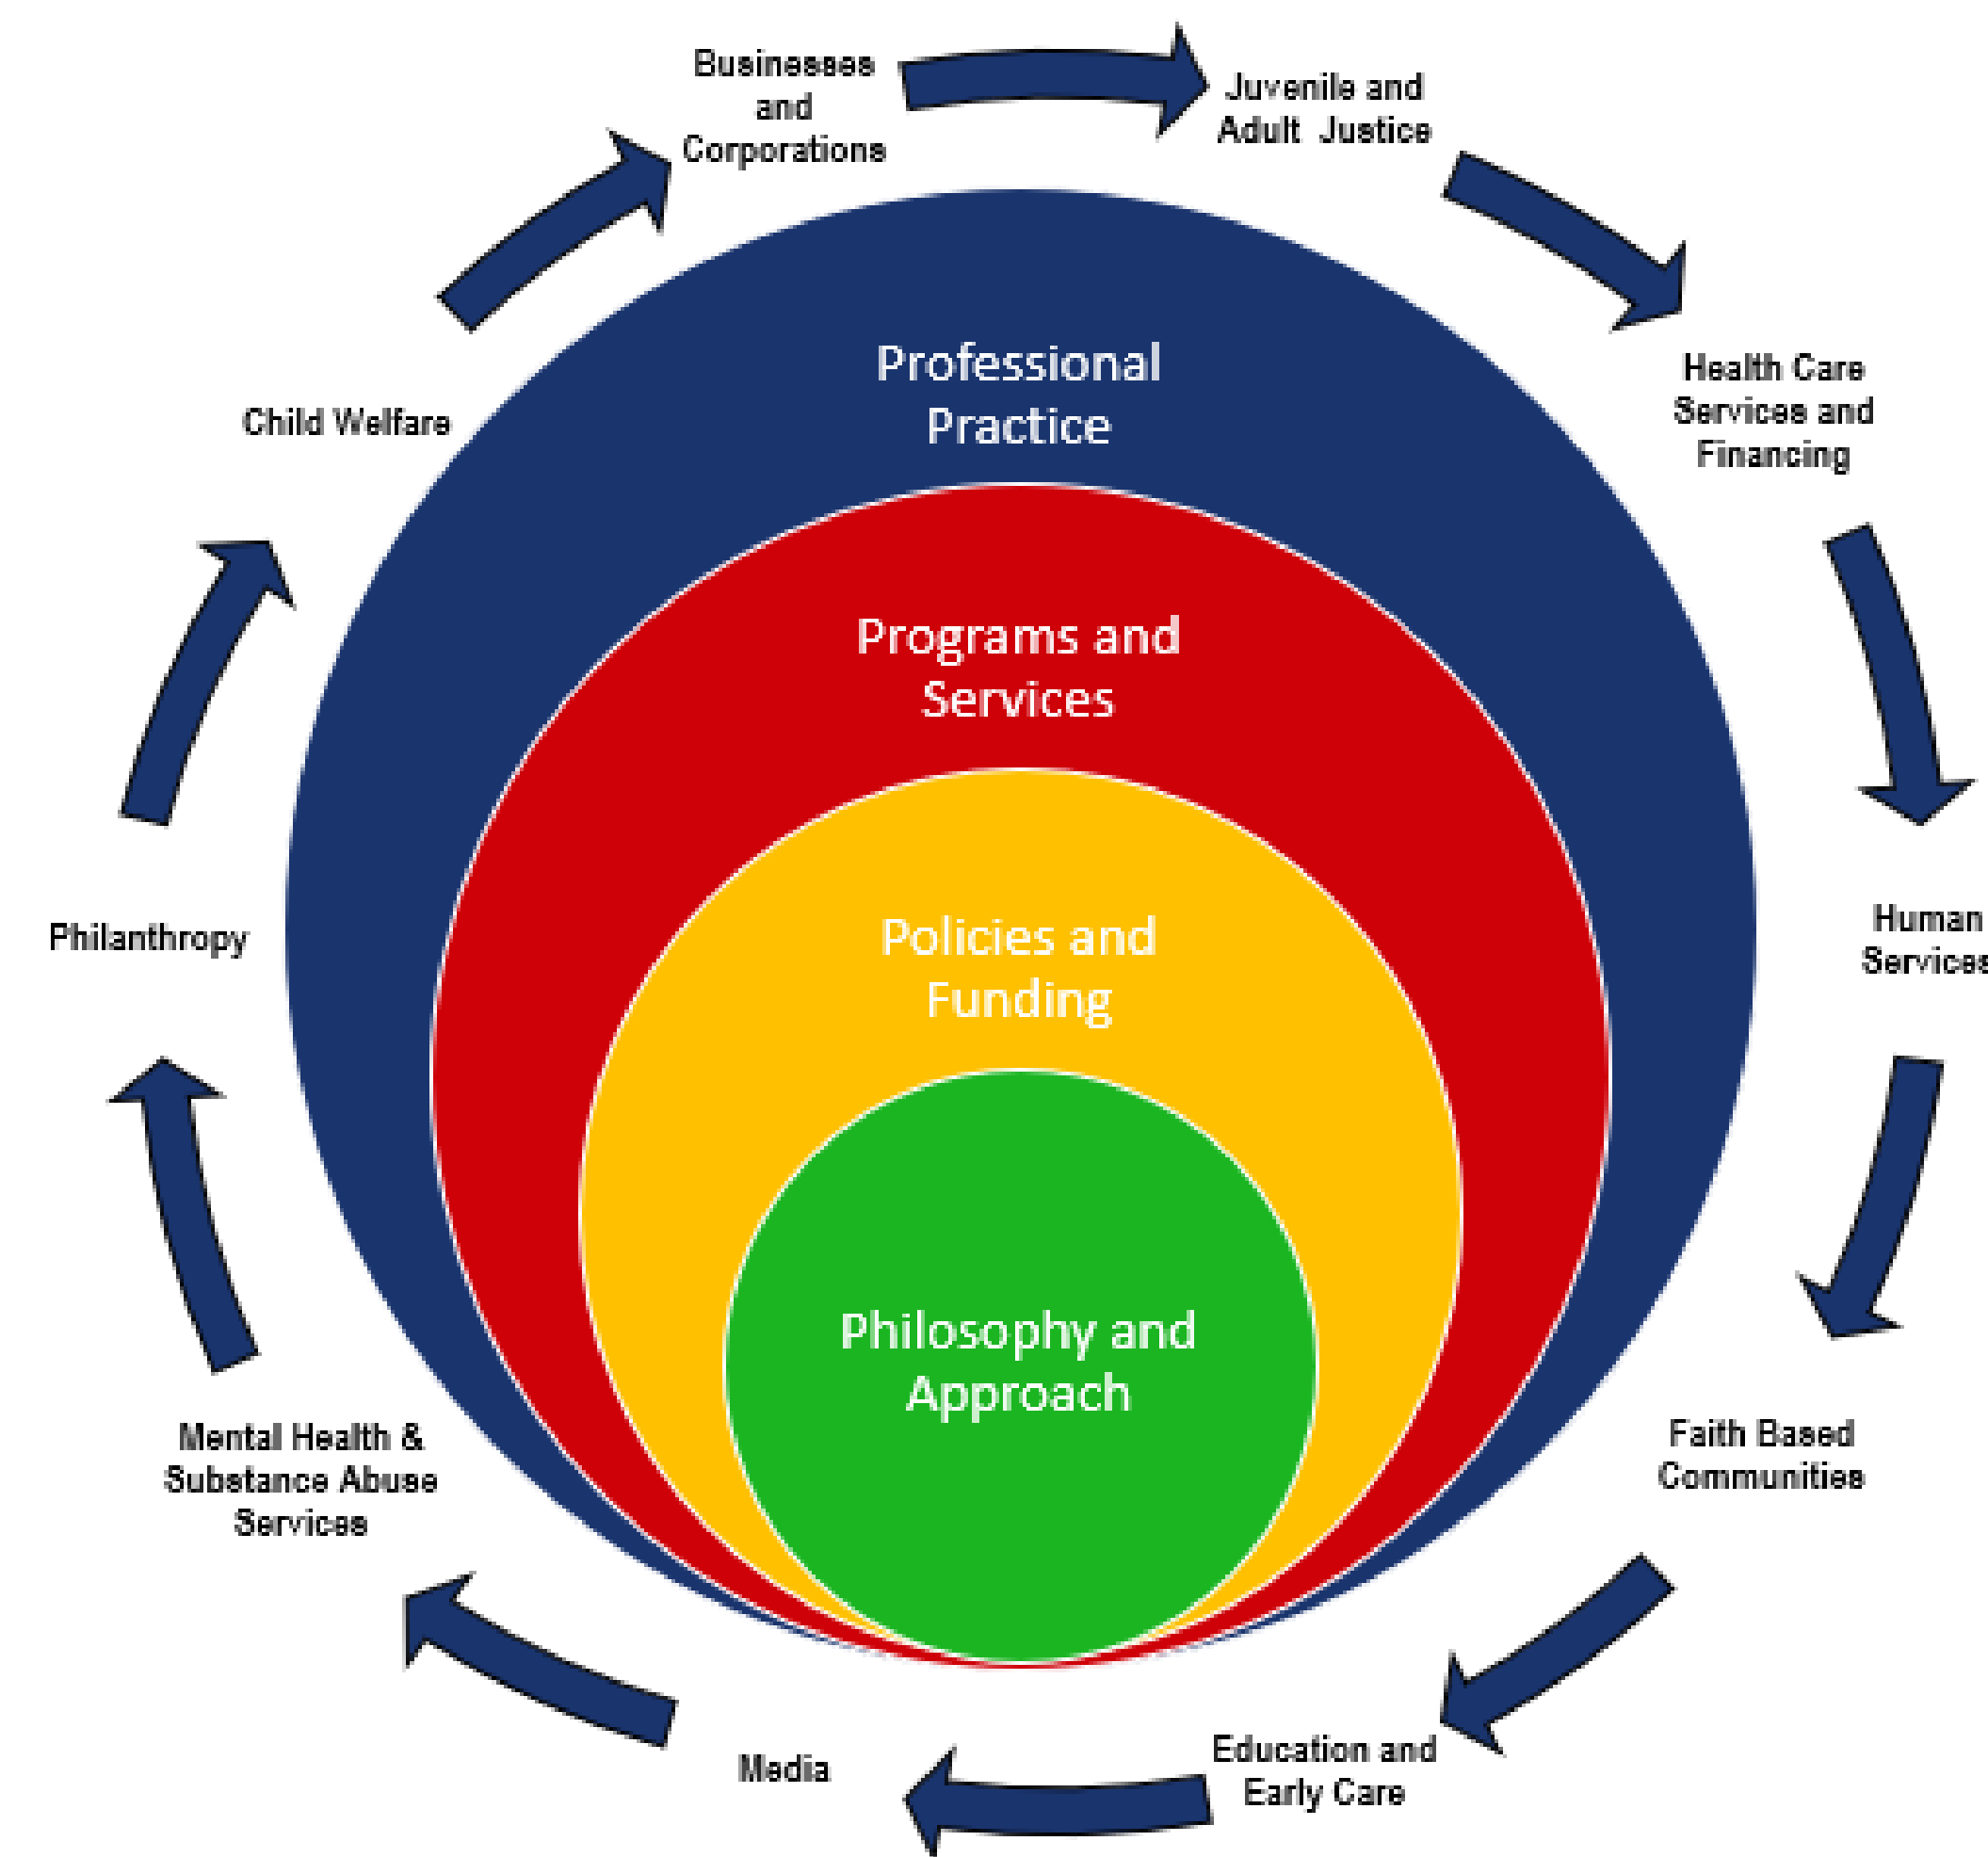 Businesses
and
Corporations
Juvenile and
Adult Justice
Health Care
Services and
Financing
Human
Services
Faith Based
Communities
Education and
Early Care
Media
Mental Health &
Substance Abuse
Services
Philanthropy
Child Welfare
Professional
Practice
Programs and
Services
Policies and
Funding
Philosophy and
Approach